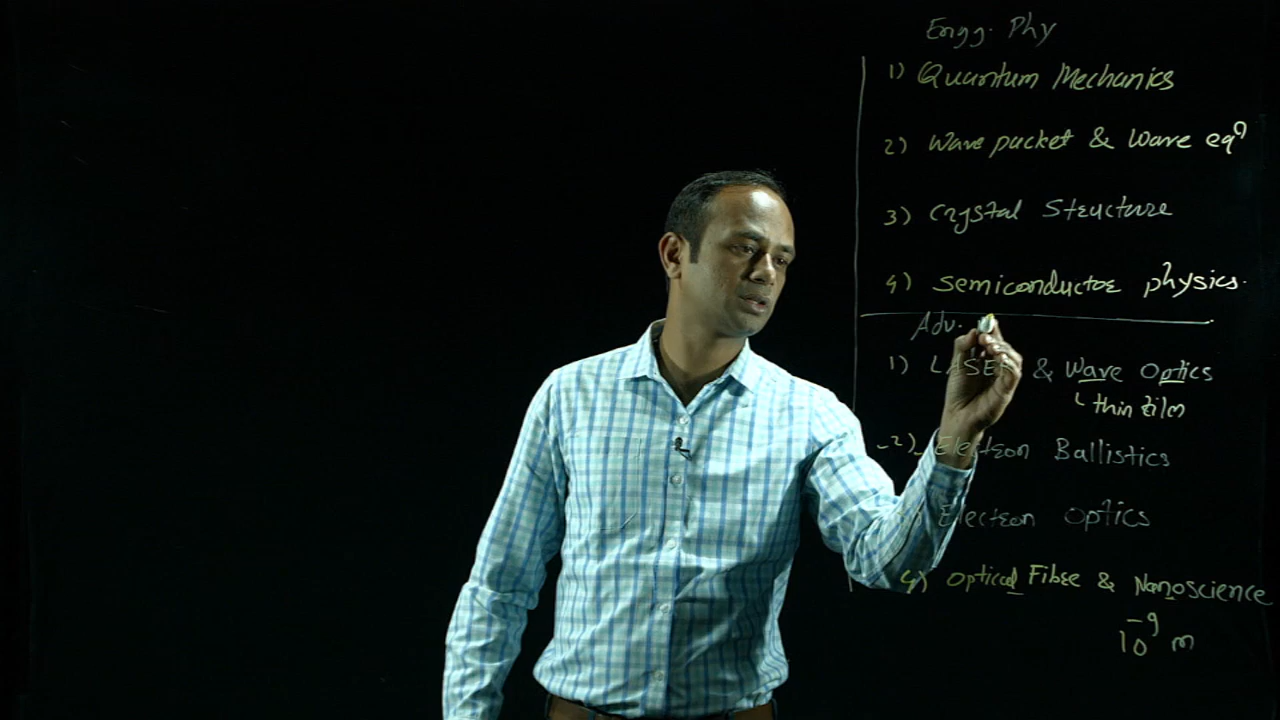 Engg. Phy
1) Quantum Mechanics
2) Wave packet & Wave eqn
3) Crystal Structure
4) Semiconductor physics.
Adv.
1) LASER & Wave Optics
thin film
2) Electron Ballistics
3) Electron Optics
4) Optical Fibre & Nanoscience
10⁻⁹ m